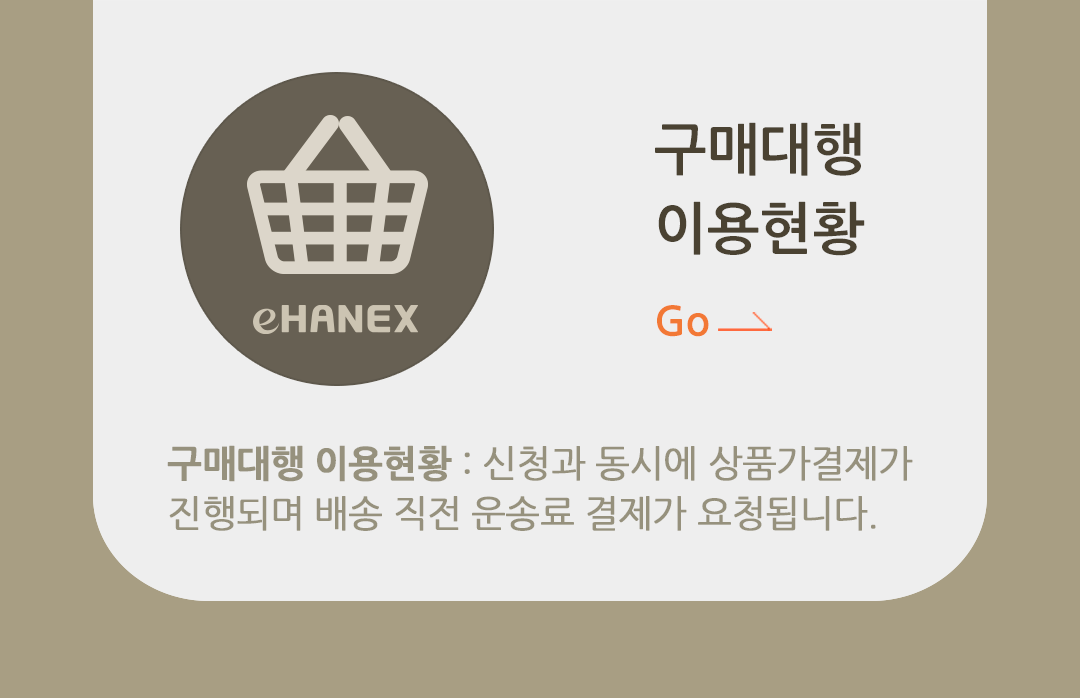 구매대행
이용현황
eHANEX
Go
구매대행 이용현황 : 신청과 동시에 상품가결제가
진행되며 배송 직전 운송료 결제가 요청됩니다.